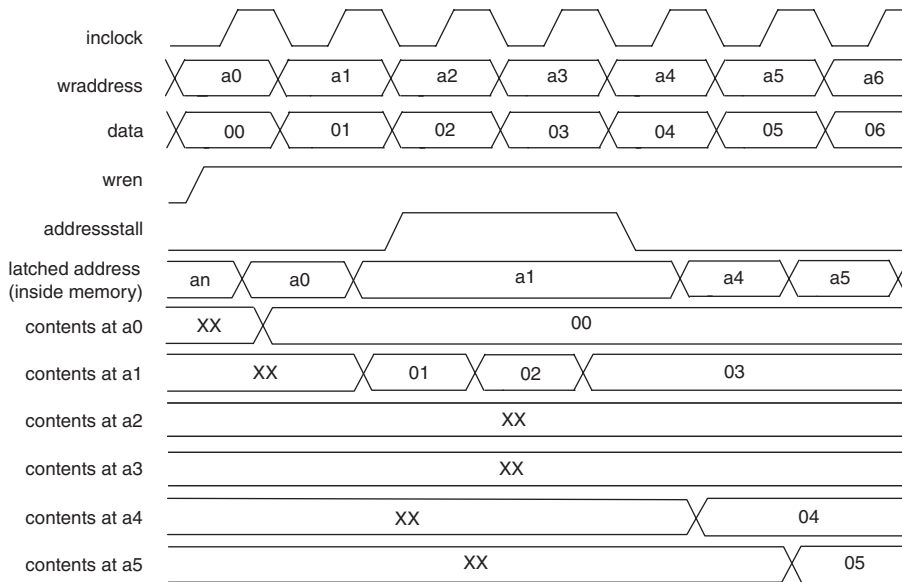 inclock
wraddress a0 a1 a2 a3 a4 a5 a6
data 00 01 02 03 04 05 06
wren
addressstall
latched address
(inside memory) an a0 a1 a4 a5
contents at a0 XX 00
contents at a1 XX 01 02 03
contents at a2 XX
contents at a3 XX
contents at a4 XX 04
contents at a5 XX 05